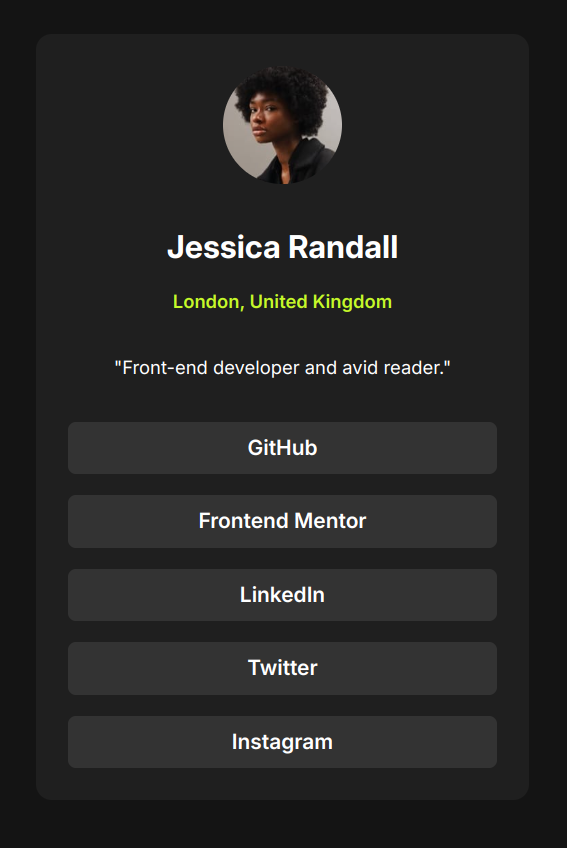 Jessica Randall
London, United Kingdom
"Front-end developer and avid reader."
GitHub
Frontend Mentor
LinkedIn
Twitter
Instagram